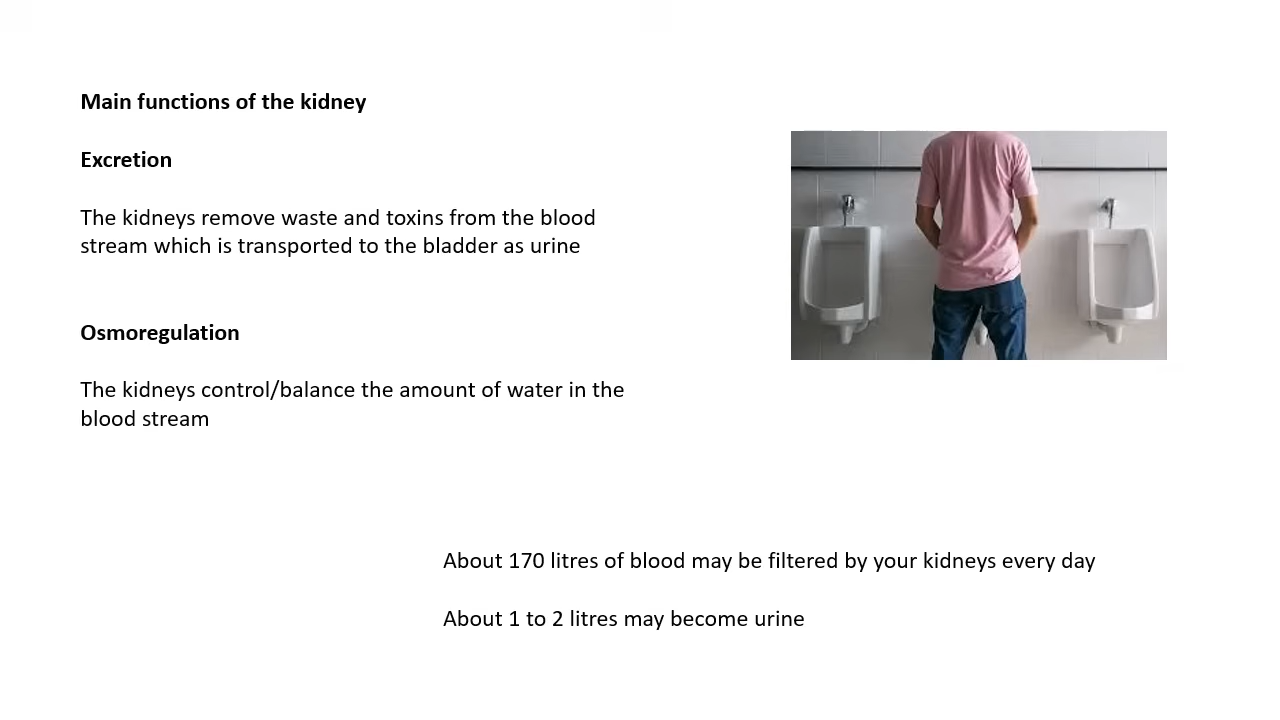 Main functions of the kidney
Excretion
The kidneys remove waste and toxins from the blood
stream which is transported to the bladder as urine
Osmoregulation
The kidneys control/balance the amount of water in the
blood stream
About 170 litres of blood may be filtered by your kidneys every day
About 1 to 2 litres may become urine